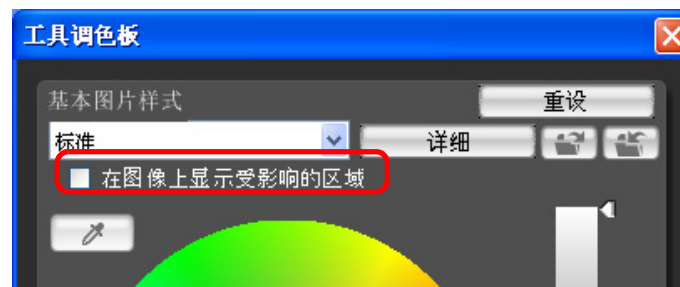 工具调色板
基本图片样式
重设
标准
详细
在图像上显示受影响的区域